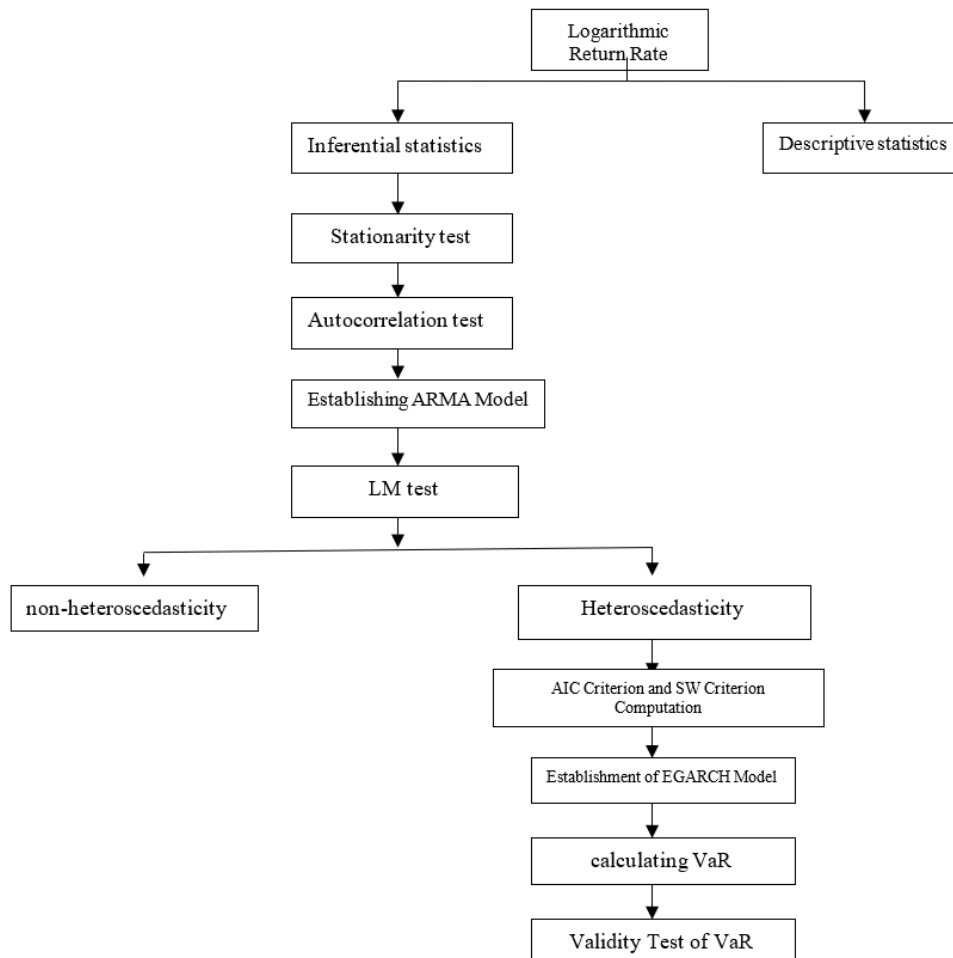 Logarithmic
Return Rate
Inferential statistics
Descriptive statistics
Stationarity test
Autocorrelation test
Establishing ARMA Model
LM test
non-heteroscedasticity
Heteroscedasticity
AIC Criterion and SW Criterion
Computation
Establishment of EGARCH Model
calculating VaR
Validity Test of VaR